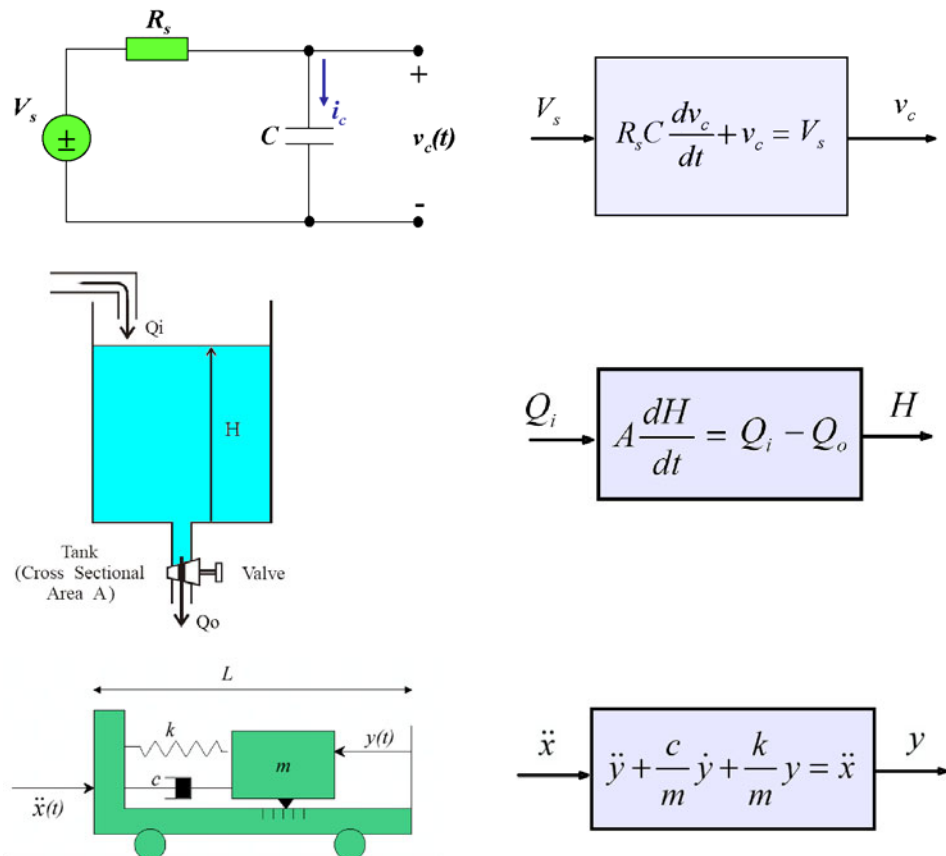 R_s
V_s
±
C
i_c
+
v_c(t)
-
V_s
R_s C dv_c/dt + v_c = V_s
v_c
Qi
H
Tank
(Cross Sectional
Area A)
Valve
Qo
Q_i
A dH/dt = Q_i − Q_o
H
L
k
c
m
y(t)
ẍ(t)
ẍ
ÿ + c/m ẏ + k/m y = ẍ
y